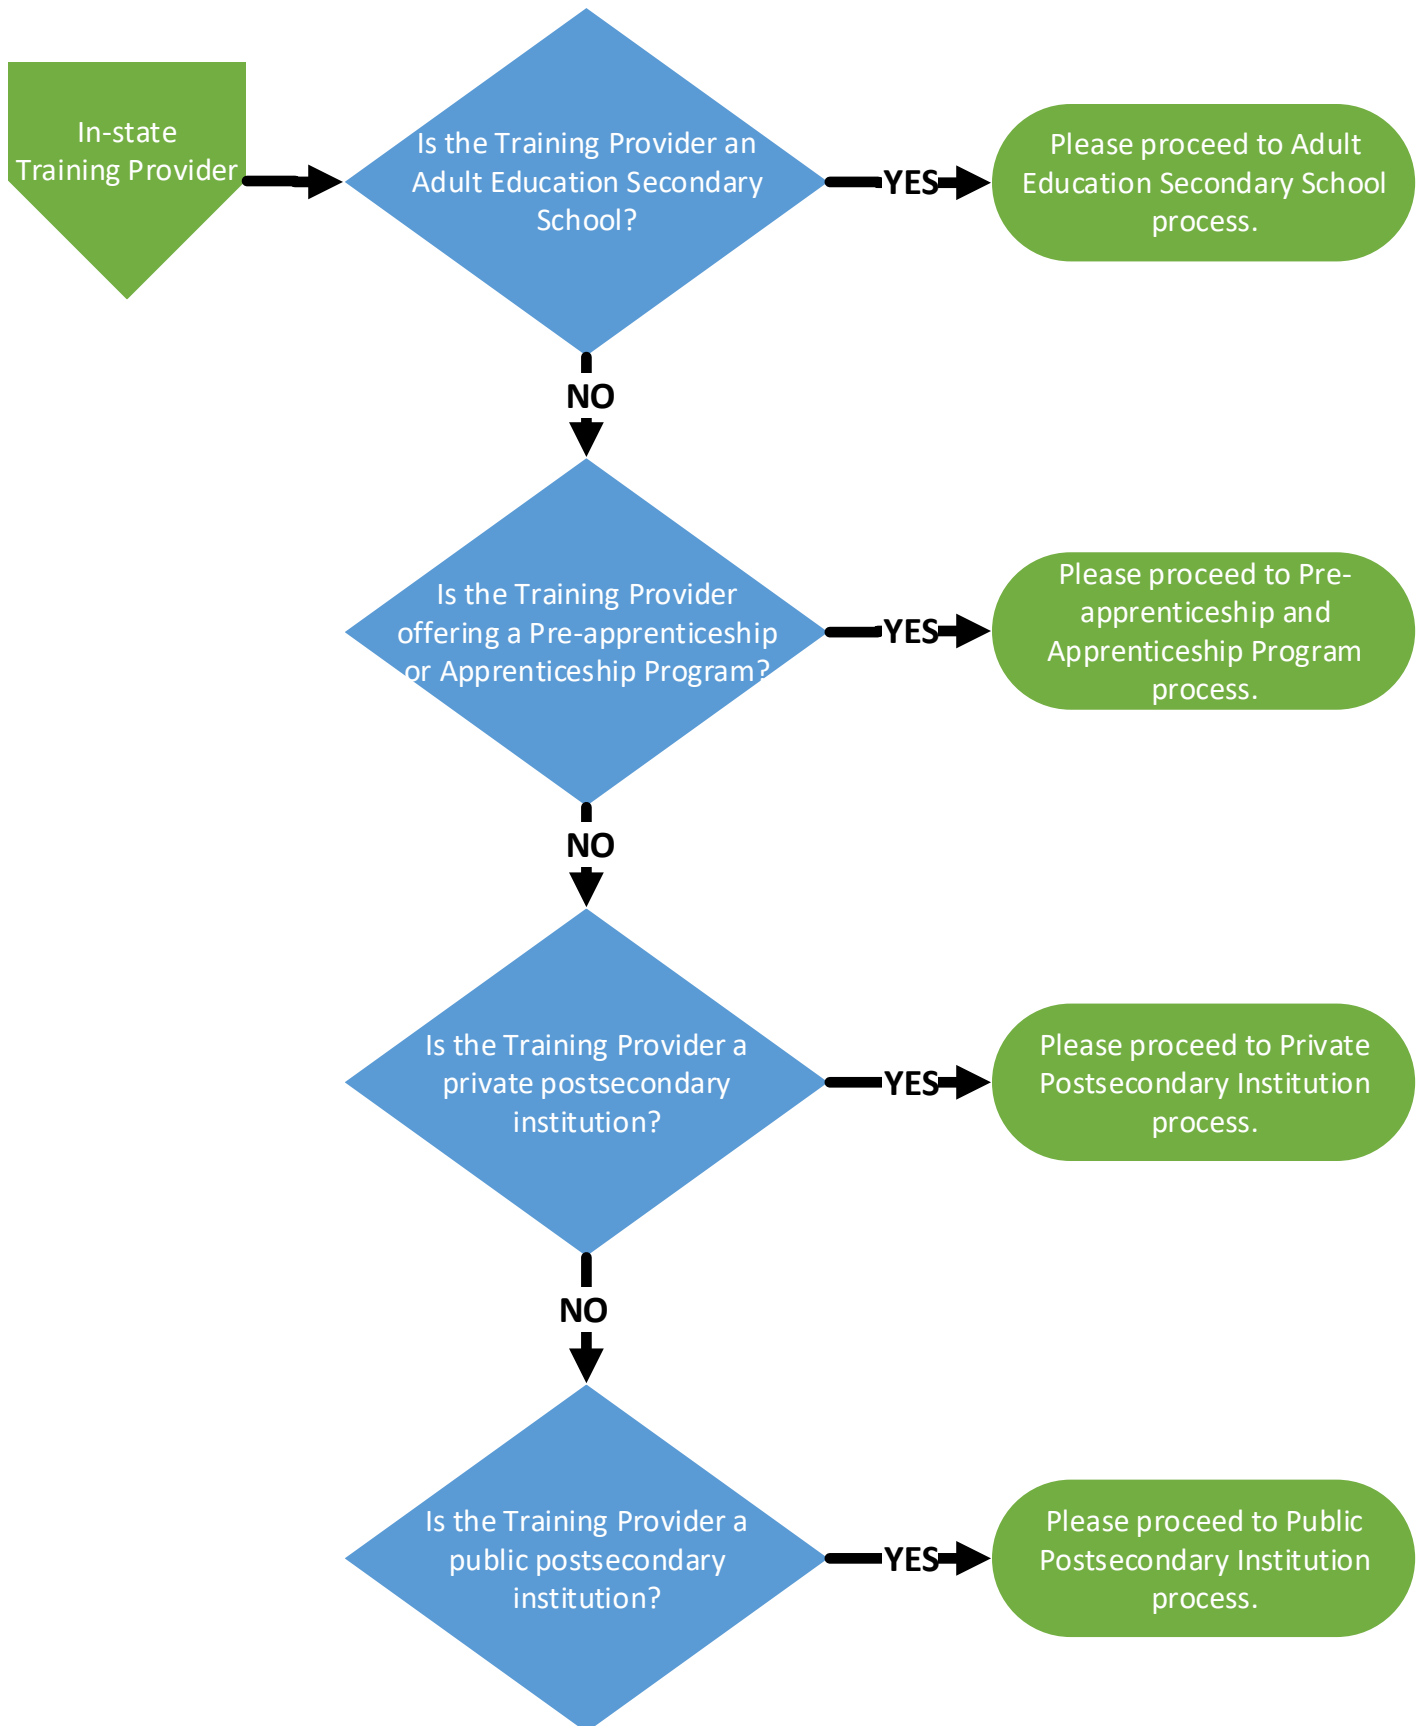 In-state
Training Provider
Is the Training Provider an
Adult Education Secondary
School?
YES
Please proceed to Adult
Education Secondary School
process.
NO
Is the Training Provider
offering a Pre-apprenticeship
or Apprenticeship Program?
YES
Please proceed to Pre-
apprenticeship and
Apprenticeship Program
process.
NO
Is the Training Provider a
private postsecondary
institution?
YES
Please proceed to Private
Postsecondary Institution
process.
NO
Is the Training Provider a
public postsecondary
institution?
YES
Please proceed to Public
Postsecondary Institution
process.